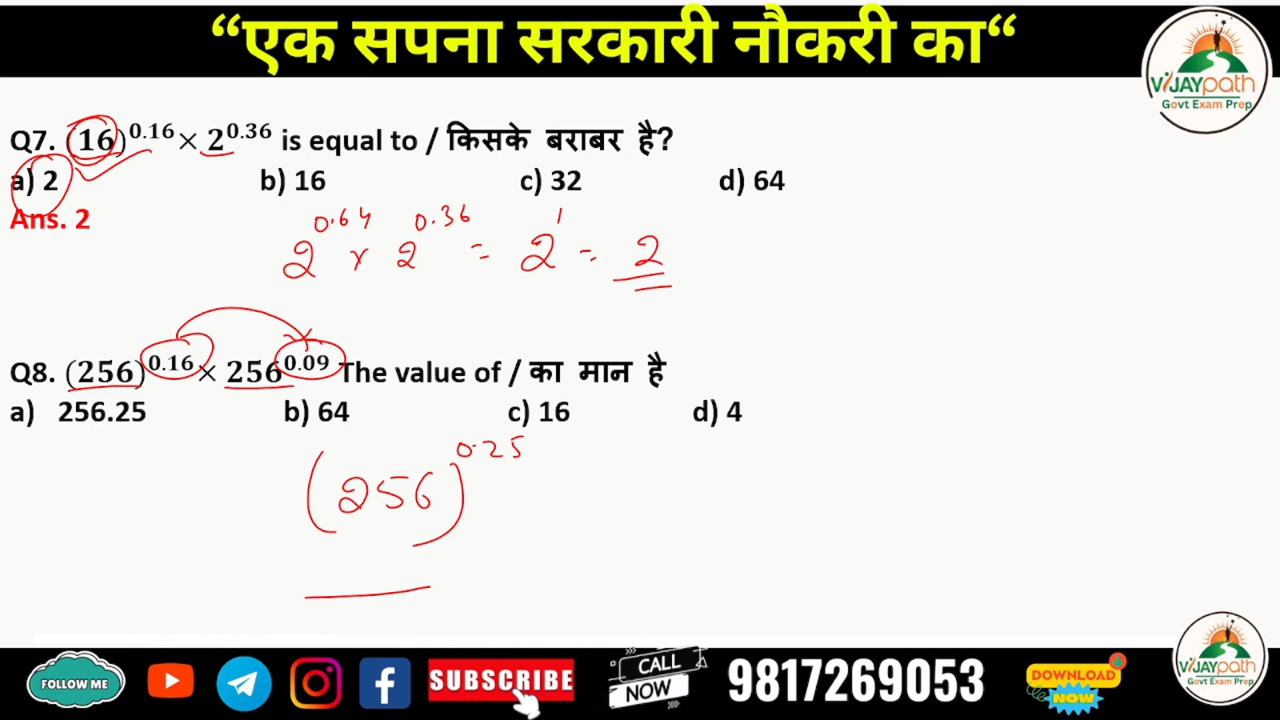 “एक सपना सरकारी नौकरी का“
ViJAYpath
Govt Exam Prep
Q7. (16)^0.16 × 2^0.36 is equal to / किसके बराबर है?
a) 2 b) 16 c) 32 d) 64
Ans. 2
2^0.64 × 2^0.36 = 2^1 = 2
Q8. (256)^0.16 × 256^0.09 The value of / का मान है
a) 256.25 b) 64 c) 16 d) 4
(256)^0.25
FOLLOW ME
SUBSCRIBE
CALL
NOW
9817269053
DOWNLOAD
NOW
ViJAYpath
Govt Exam Prep